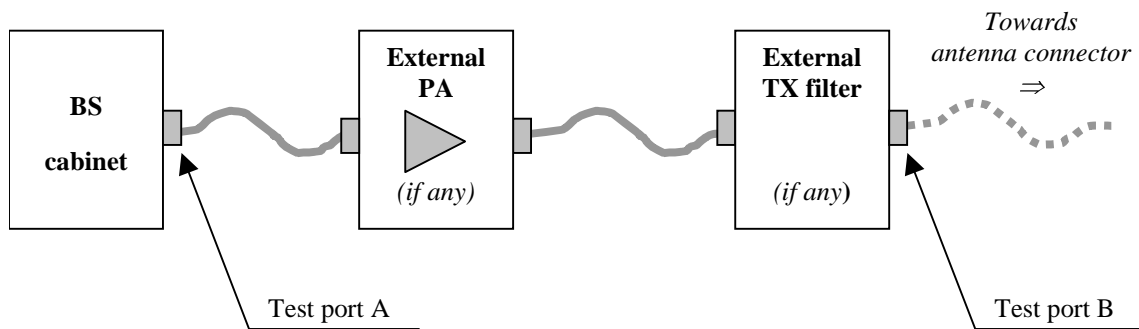 BS
cabinet
External
PA
(if any)
External
TX filter
(if any)
Towards
antenna connector
⇒
Test port A
Test port B